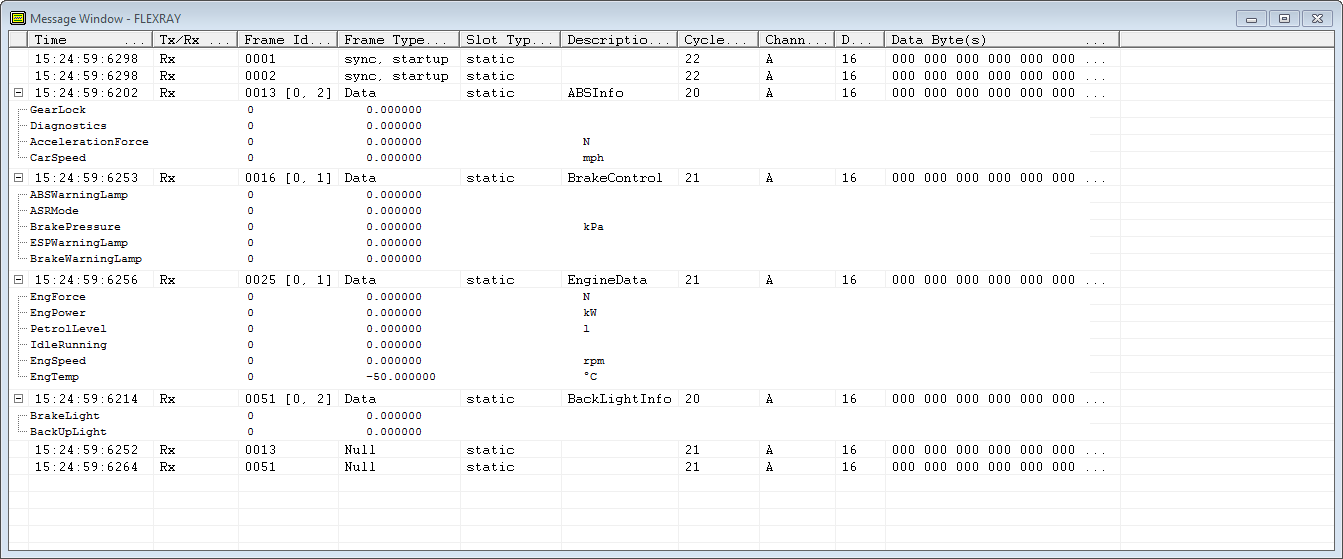 Message Window - FLEXRAY
Time ... Tx/Rx ... Frame Id... Frame Type... Slot Typ... Descriptio... Cycle... Chann... D... Data Byte(s) ...
15:24:59:6298 Rx 0001 sync, startup static 22 A 16 000 000 000 000 000 000 ...
15:24:59:6298 Rx 0002 sync, startup static 22 A 16 000 000 000 000 000 000 ...
15:24:59:6202 Rx 0013 [0, 2] Data static ABSInfo 20 A 16 000 000 000 000 000 000 ...
GearLock 0 0.000000
Diagnostics 0 0.000000
AccelerationForce 0 0.000000 N
CarSpeed 0 0.000000 mph
15:24:59:6253 Rx 0016 [0, 1] Data static BrakeControl 21 A 16 000 000 000 000 000 000 ...
ABSWarningLamp 0 0.000000
ASRMode 0 0.000000
BrakePressure 0 0.000000 kPa
ESPWarningLamp 0 0.000000
BrakeWarningLamp 0 0.000000
15:24:59:6256 Rx 0025 [0, 1] Data static EngineData 21 A 16 000 000 000 000 000 000 ...
EngForce 0 0.000000 N
EngPower 0 0.000000 kW
PetrolLevel 0 0.000000 l
IdleRunning 0 0.000000
EngSpeed 0 0.000000 rpm
EngTemp 0 -50.000000 °C
15:24:59:6214 Rx 0051 [0, 2] Data static BackLightInfo 20 A 16 000 000 000 000 000 000 ...
BrakeLight 0 0.000000
BackUpLight 0 0.000000
15:24:59:6252 Rx 0013 Null static 21 A 16 000 000 000 000 000 000 ...
15:24:59:6264 Rx 0051 Null static 21 A 16 000 000 000 000 000 000 ...